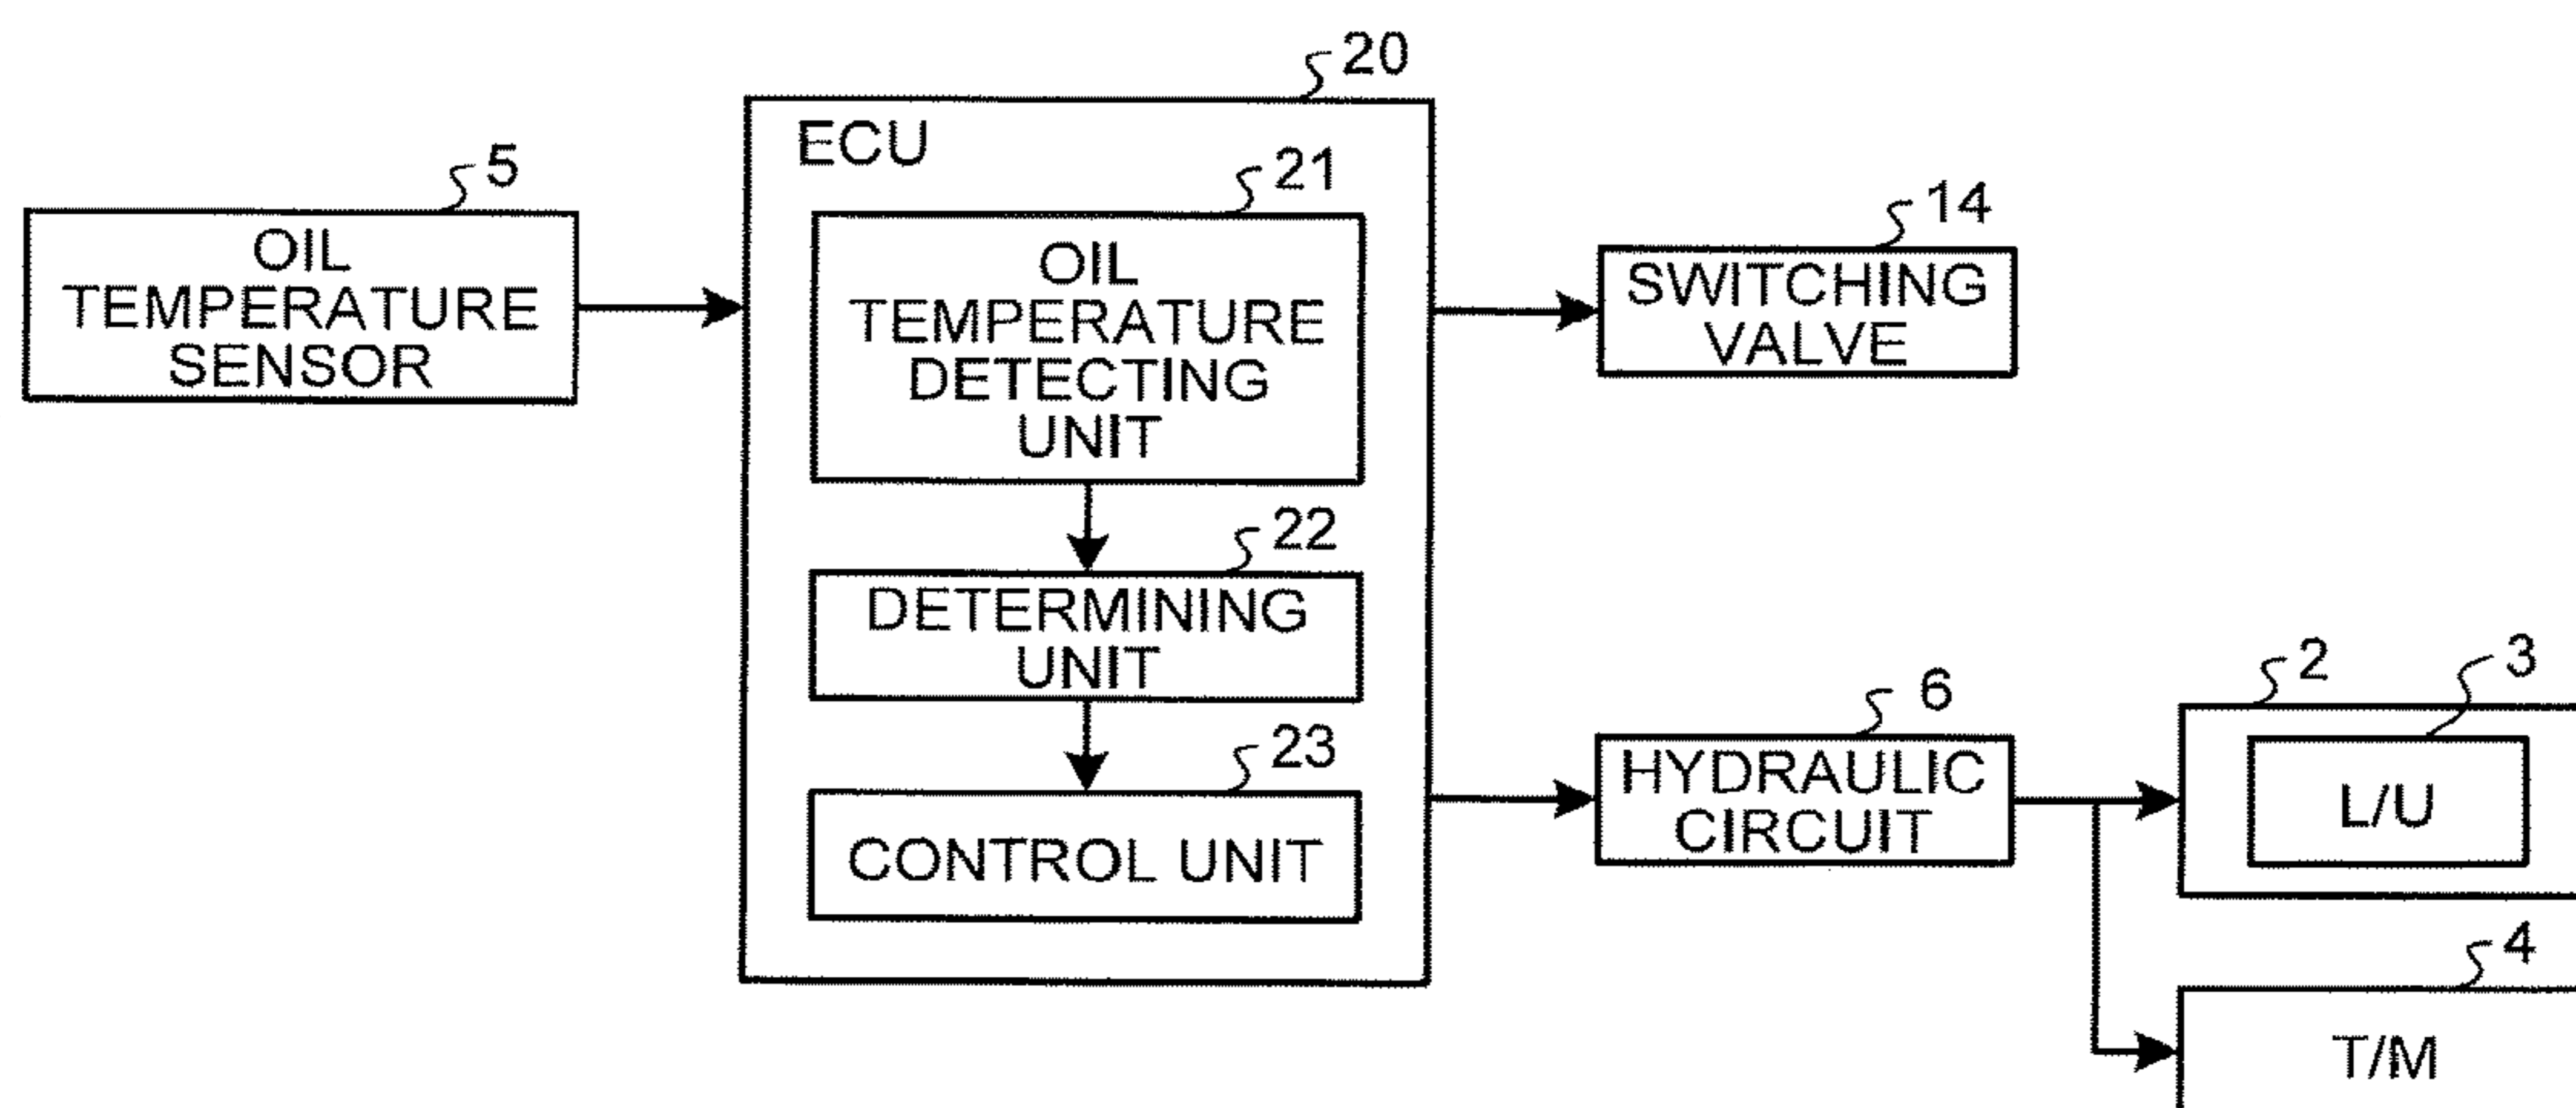 20
ECU
5
OIL
TEMPERATURE
SENSOR
21
OIL
TEMPERATURE
DETECTING
UNIT
14
SWITCHING
VALVE
22
DETERMINING
UNIT
23
CONTROL UNIT
6
HYDRAULIC
CIRCUIT
2
3
L/U
4
T/M